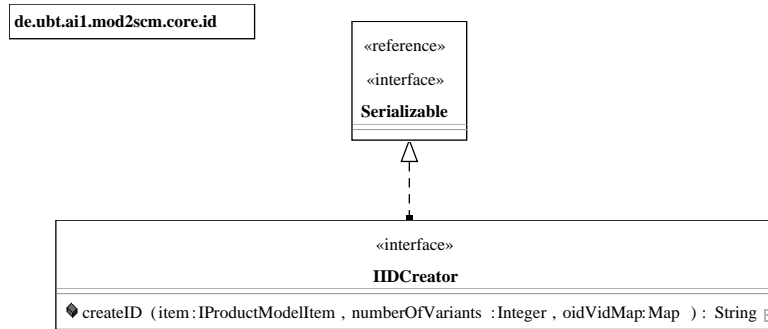 de.ubt.ai1.mod2scm.core.id
«reference»
«interface»
Serializable
«interface»
IIDCreator
createID (item:IProductModelItem , numberOfVariants :Integer , oidVidMap:Map ) : String